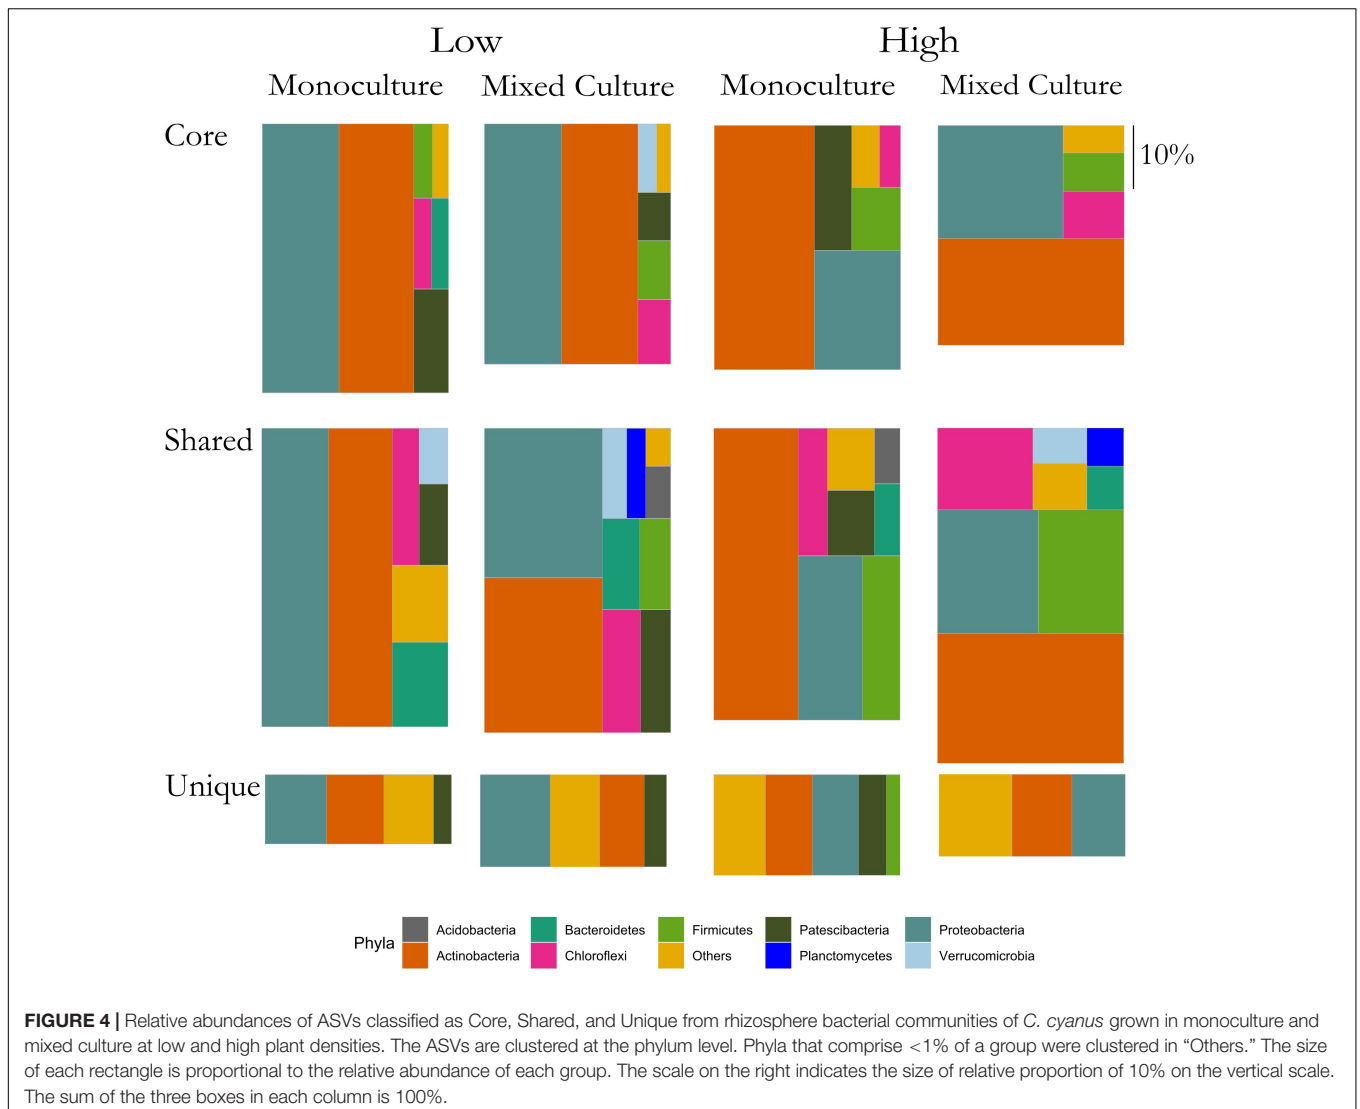 Low High
Monoculture Mixed Culture Monoculture Mixed Culture
Core
10%
Shared
Unique
Phyla
Acidobacteria Bacteroidetes Firmicutes Patescibacteria Proteobacteria
Actinobacteria Chloroflexi Others Planctomycetes Verrucomicrobia
FIGURE 4 | Relative abundances of ASVs classified as Core, Shared, and Unique from rhizosphere bacterial communities of C. cyanus grown in monoculture and
mixed culture at low and high plant densities. The ASVs are clustered at the phylum level. Phyla that comprise <1% of a group were clustered in “Others.” The size
of each rectangle is proportional to the relative abundance of each group. The scale on the right indicates the size of relative proportion of 10% on the vertical scale.
The sum of the three boxes in each column is 100%.